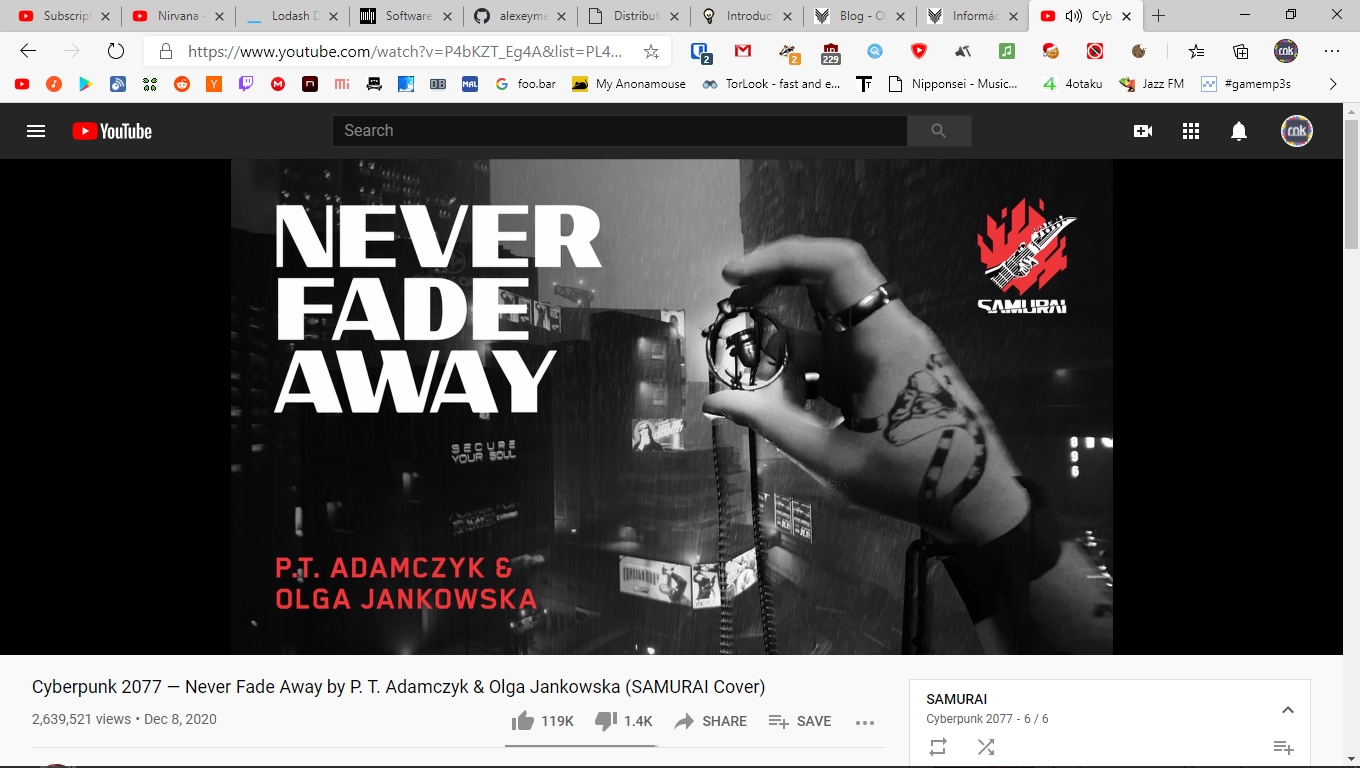 Subscript
Nirvana -
Lodash D
Software
alexeyme
Distribut
Introduct
Blog - O
Informác
Cyb
https://www.youtube.com/watch?v=P4bKZT_Eg4A&list=PL4...
2
2
229
foo.bar
My Anonamouse
TorLook - fast and e...
Nipponsei - Music...
4otaku
Jazz FM
#gamemp3s
YouTube
Search
NEVER
FADE
AWAY
SAMURAI
SECURE
YOUR SOUL
P.T. ADAMCZYK &
OLGA JANKOWSKA
Cyberpunk 2077 — Never Fade Away by P. T. Adamczyk & Olga Jankowska (SAMURAI Cover)
2,639,521 views • Dec 8, 2020
119K
1.4K
SHARE
SAVE
SAMURAI
Cyberpunk 2077 - 6 / 6